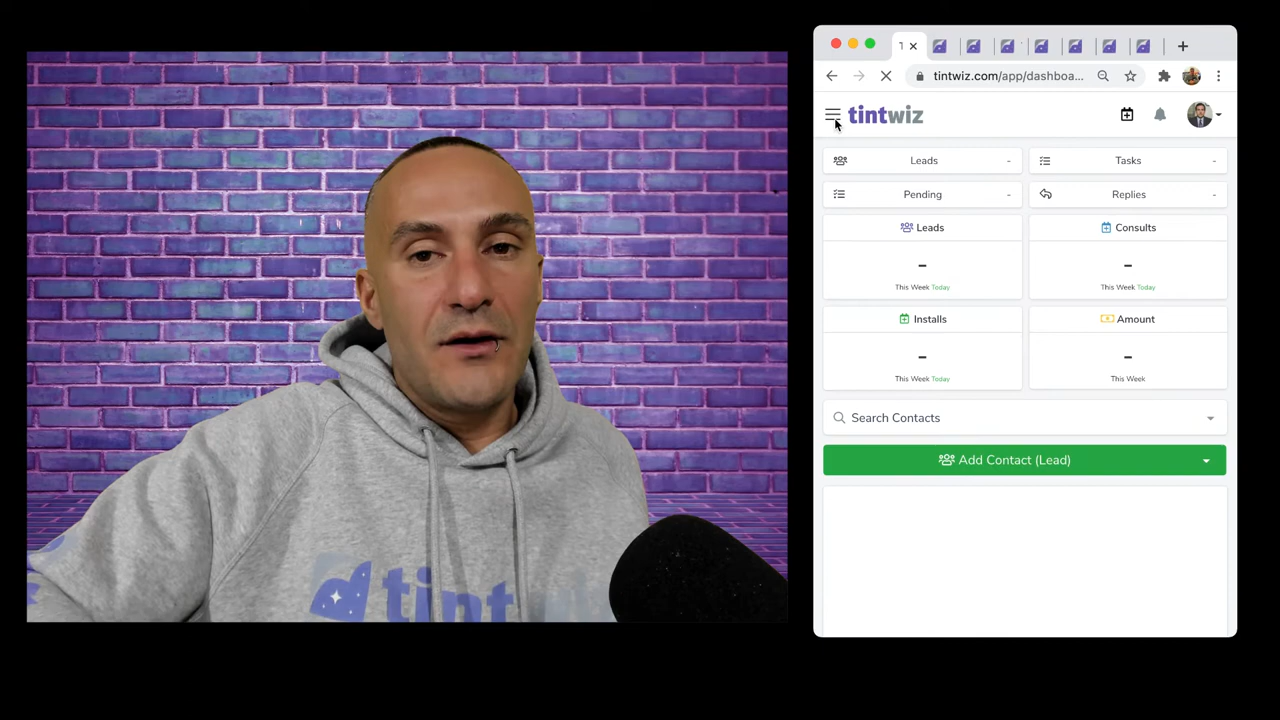 tintwiz.com/app/dashboa...
tintwiz
Leads -
Tasks -
Pending -
Replies -
Leads
-
This Week Today
Consults
-
This Week Today
Installs
-
This Week Today
Amount
-
This Week
Search Contacts
Add Contact (Lead)
tint